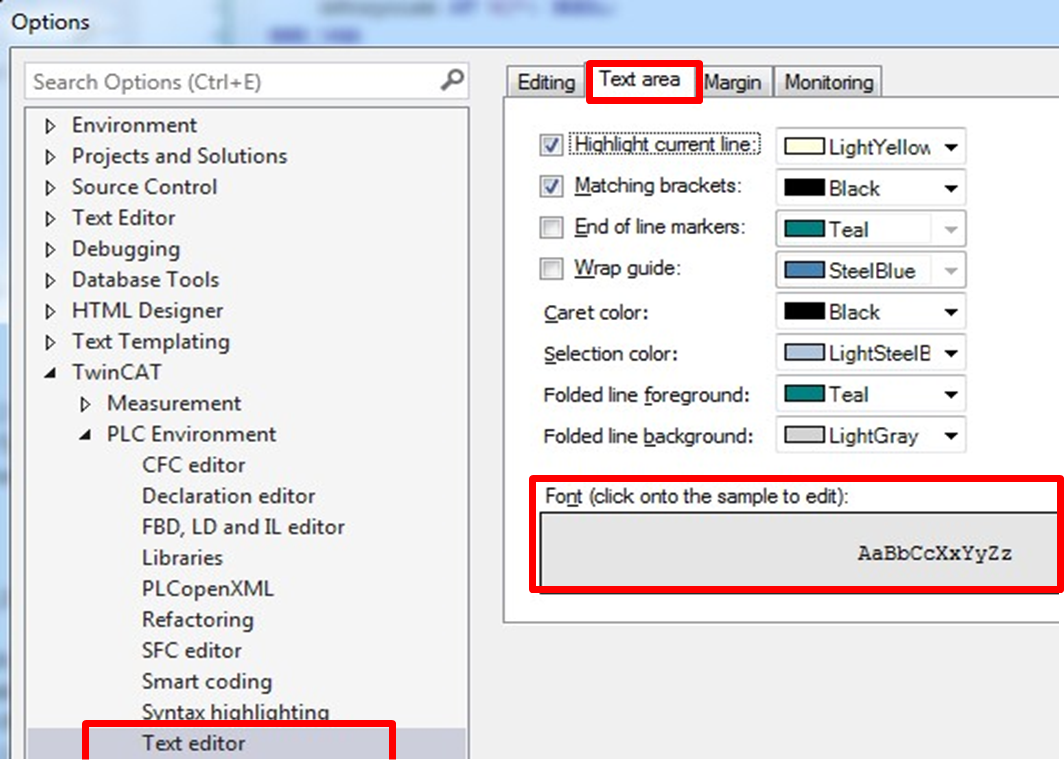 Options
Search Options (Ctrl+E)
Environment
Projects and Solutions
Source Control
Text Editor
Debugging
Database Tools
HTML Designer
Text Templating
TwinCAT
Measurement
PLC Environment
CFC editor
Declaration editor
FBD, LD and IL editor
Libraries
PLCopenXML
Refactoring
SFC editor
Smart coding
Syntax highlighting
Text editor
Editing Text area Margin Monitoring
Highlight current line: LightYellow
Matching brackets: Black
End of line markers: Teal
Wrap guide: SteelBlue
Caret color: Black
Selection color: LightSteelB
Folded line foreground: Teal
Folded line background: LightGray
Font (click onto the sample to edit):
AaBbCcXxYyZz